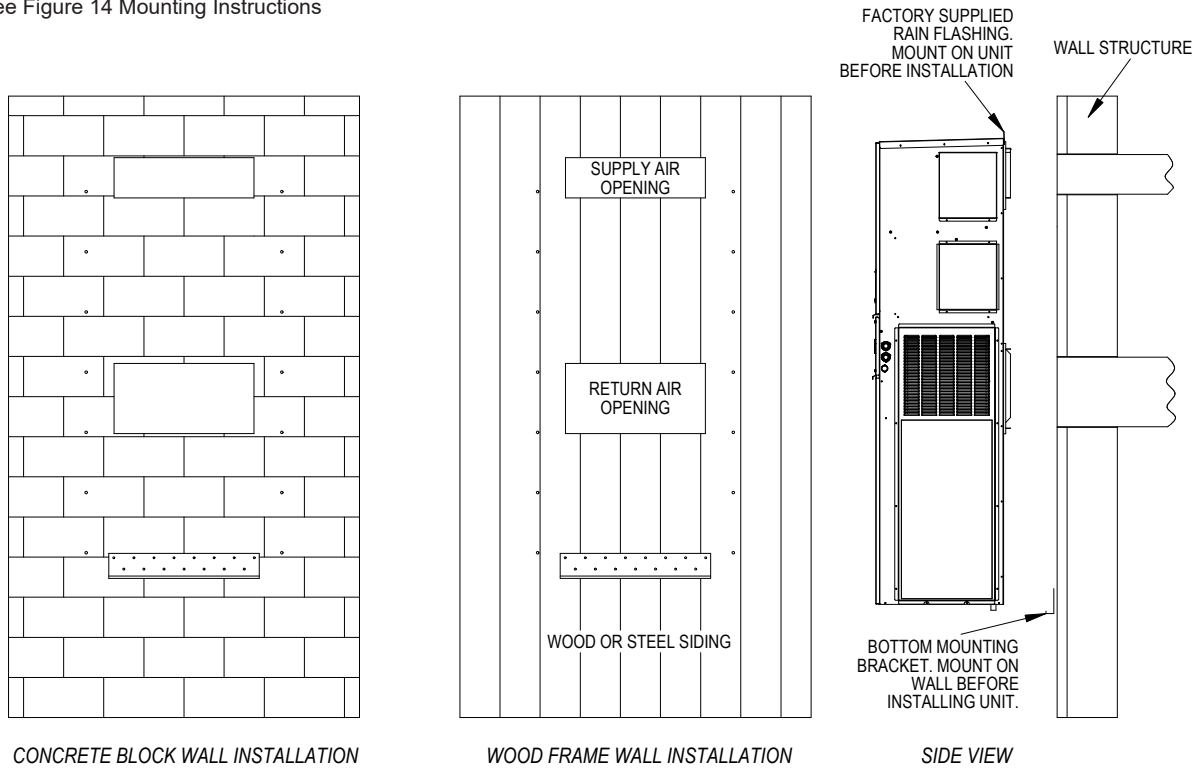 ee Figure 14 Mounting Instructions
FACTORY SUPPLIED
RAIN FLASHING.
MOUNT ON UNIT
BEFORE INSTALLATION
WALL STRUCTURE
SUPPLY AIR
OPENING
RETURN AIR
OPENING
WOOD OR STEEL SIDING
BOTTOM MOUNTING
BRACKET. MOUNT ON
WALL BEFORE
INSTALLING UNIT.
CONCRETE BLOCK WALL INSTALLATION
WOOD FRAME WALL INSTALLATION
SIDE VIEW